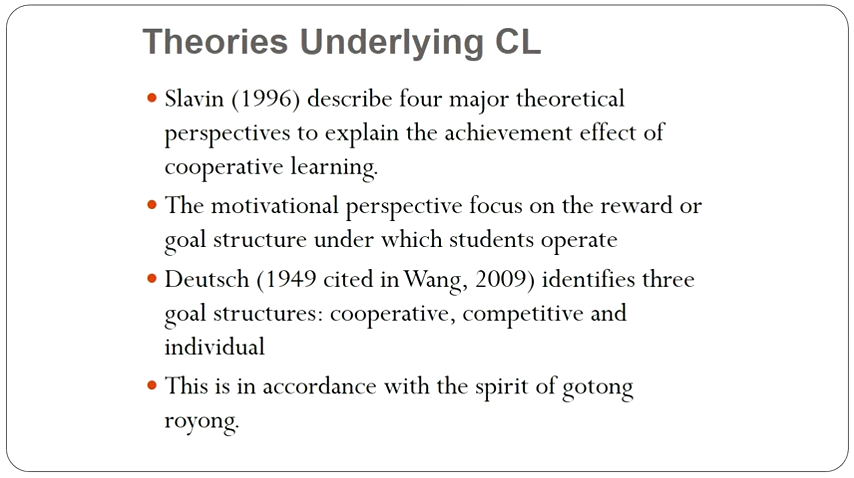 Theories Underlying CL
• Slavin (1996) describe four major theoretical
perspectives to explain the achievement effect of
cooperative learning.
• The motivational perspective focus on the reward or
goal structure under which students operate
• Deutsch (1949 cited in Wang, 2009) identifies three
goal structures: cooperative, competitive and
individual
• This is in accordance with the spirit of gotong
royong.